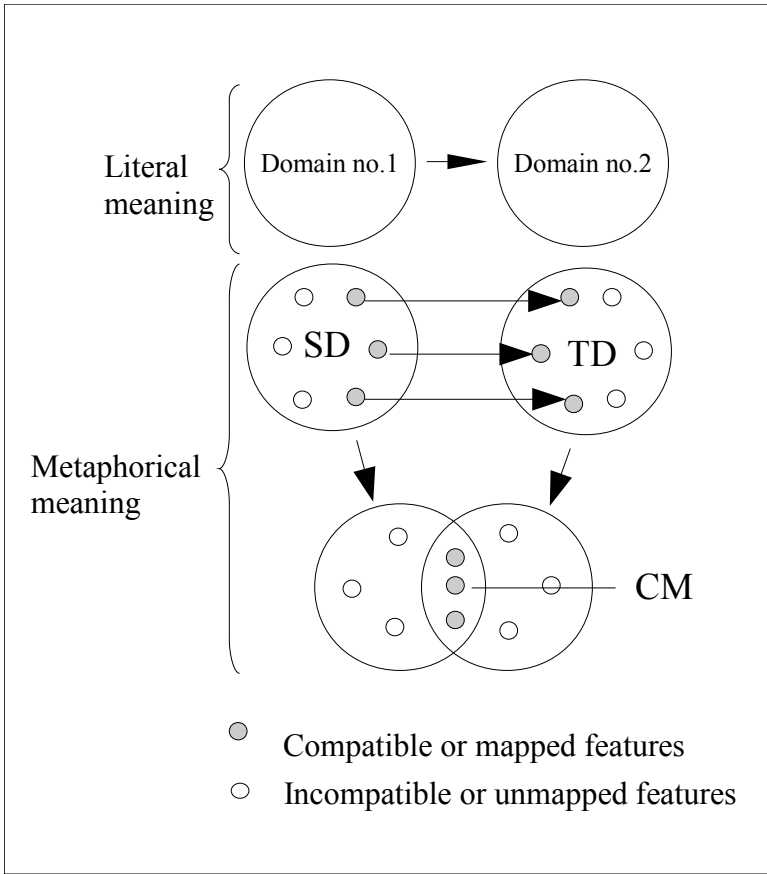 Literal
meaning
Domain no.1
Domain no.2
SD
TD
Metaphorical
meaning
CM
Compatible or mapped features
Incompatible or unmapped features